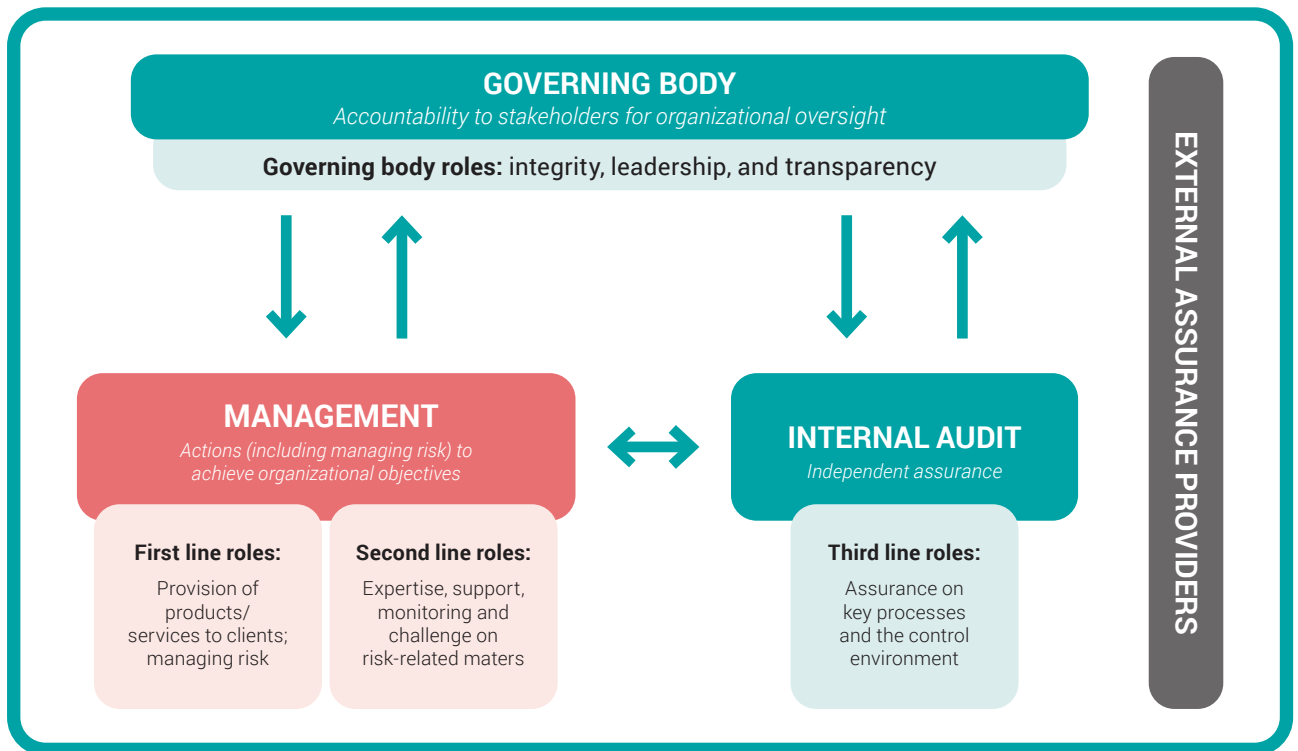 GOVERNING BODY
Accountability to stakeholders for organizational oversight
Governing body roles: integrity, leadership, and transparency
MANAGEMENT
Actions (including managing risk) to
achieve organizational objectives
First line roles:
Provision of
products/
services to clients;
managing risk
Second line roles:
Expertise, support,
monitoring and
challenge on
risk-related maters
INTERNAL AUDIT
Independent assurance
Third line roles:
Assurance on
key processes
and the control
environment
EXTERNAL ASSURANCE PROVIDERS